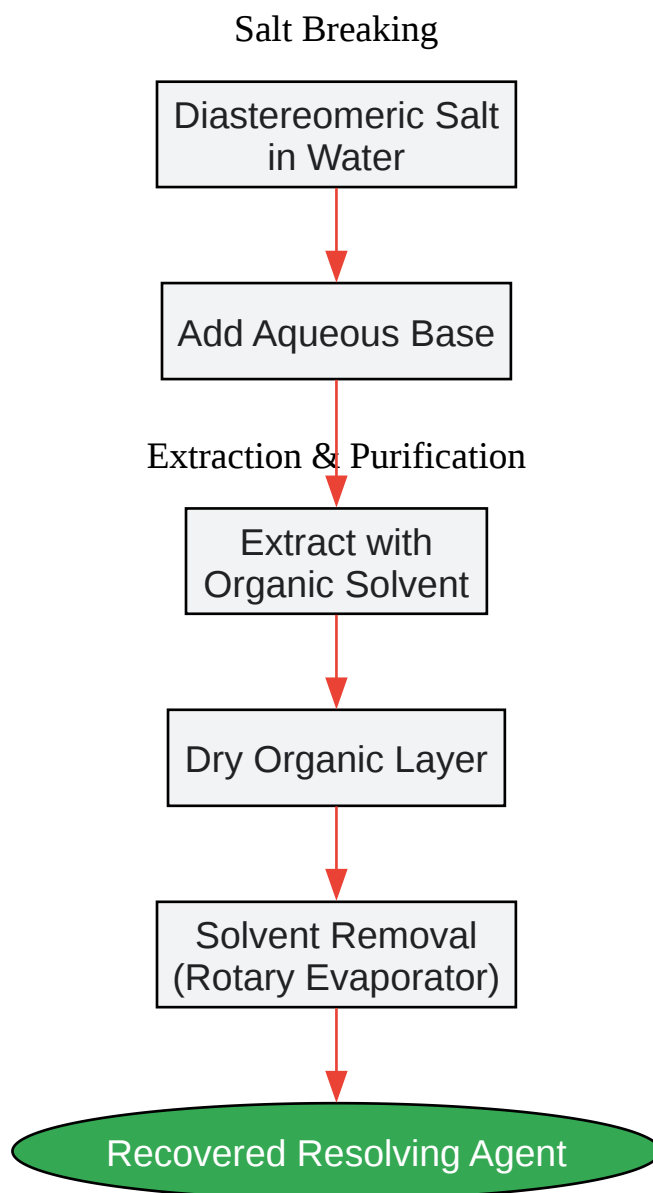 Salt Breaking
Diastereomeric Salt
in Water
Add Aqueous Base
Extraction & Purification
Extract with
Organic Solvent
Dry Organic Layer
Solvent Removal
(Rotary Evaporator)
Recovered Resolving Agent